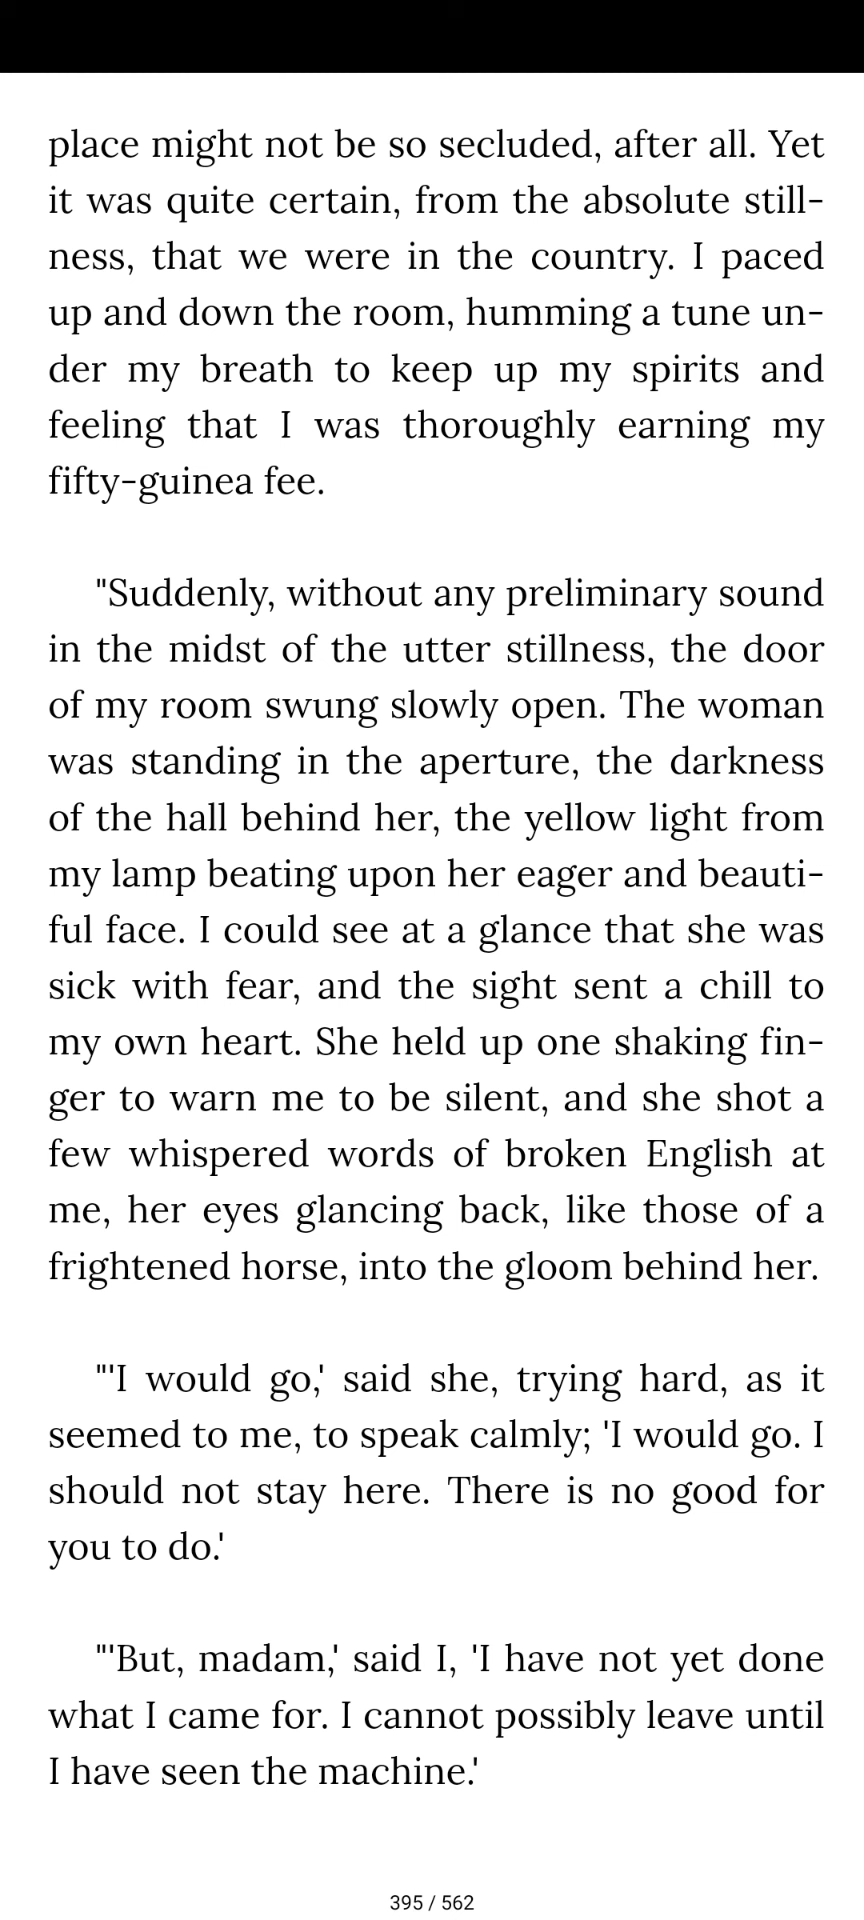 place might not be so secluded, after all. Yet
it was quite certain, from the absolute still-
ness, that we were in the country. I paced
up and down the room, humming a tune un-
der my breath to keep up my spirits and
feeling that I was thoroughly earning my
fifty-guinea fee.
"Suddenly, without any preliminary sound
in the midst of the utter stillness, the door
of my room swung slowly open. The woman
was standing in the aperture, the darkness
of the hall behind her, the yellow light from
my lamp beating upon her eager and beauti-
ful face. I could see at a glance that she was
sick with fear, and the sight sent a chill to
my own heart. She held up one shaking fin-
ger to warn me to be silent, and she shot a
few whispered words of broken English at
me, her eyes glancing back, like those of a
frightened horse, into the gloom behind her.
"'I would go,' said she, trying hard, as it
seemed to me, to speak calmly; 'I would go. I
should not stay here. There is no good for
you to do.'
"'But, madam,' said I, 'I have not yet done
what I came for. I cannot possibly leave until
I have seen the machine.'
395 / 562